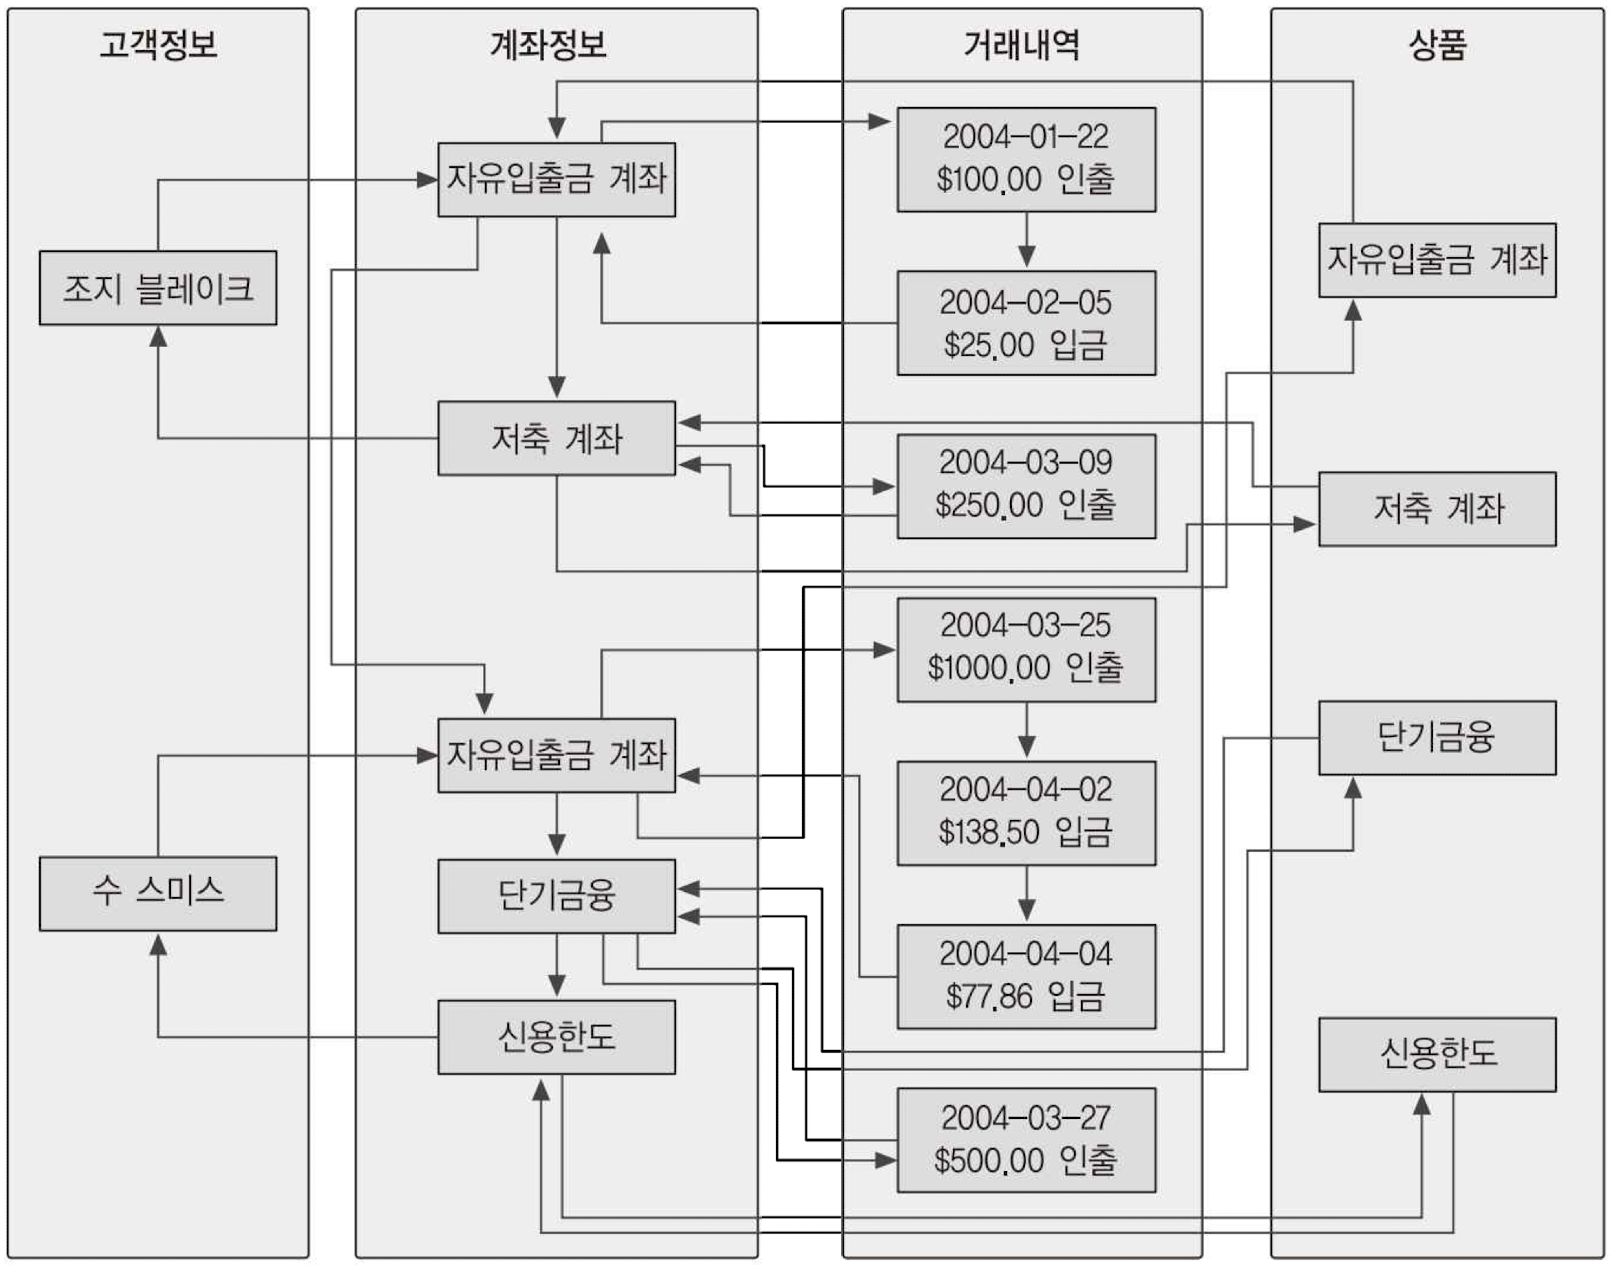 고객정보
조지 블레이크
수 스미스
계좌정보
자유입출금 계좌
저축 계좌
자유입출금 계좌
단기금융
신용한도
거래내역
2004-01-22
$100.00 인출
2004-02-05
$25.00 입금
2004-03-09
$250.00 인출
2004-03-25
$1000.00 인출
2004-04-02
$138.50 입금
2004-04-04
$77.86 입금
2004-03-27
$500.00 인출
상품
자유입출금 계좌
저축 계좌
단기금융
신용한도